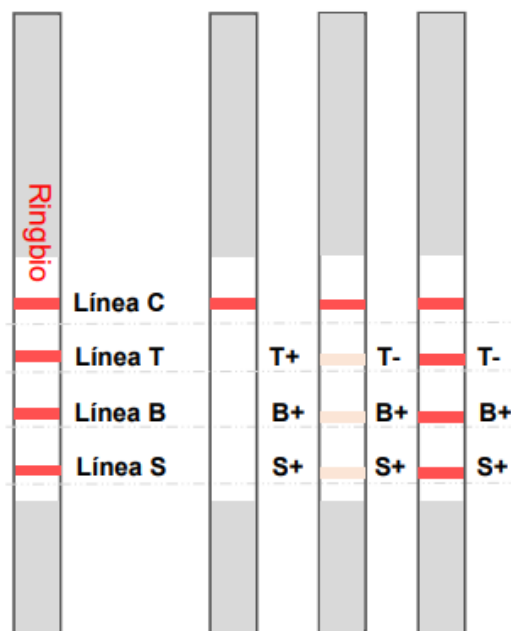 Ringbio
Línea C
Línea T T+ T- T-
Línea B B+ B+ B+
Línea S S+ S+ S+